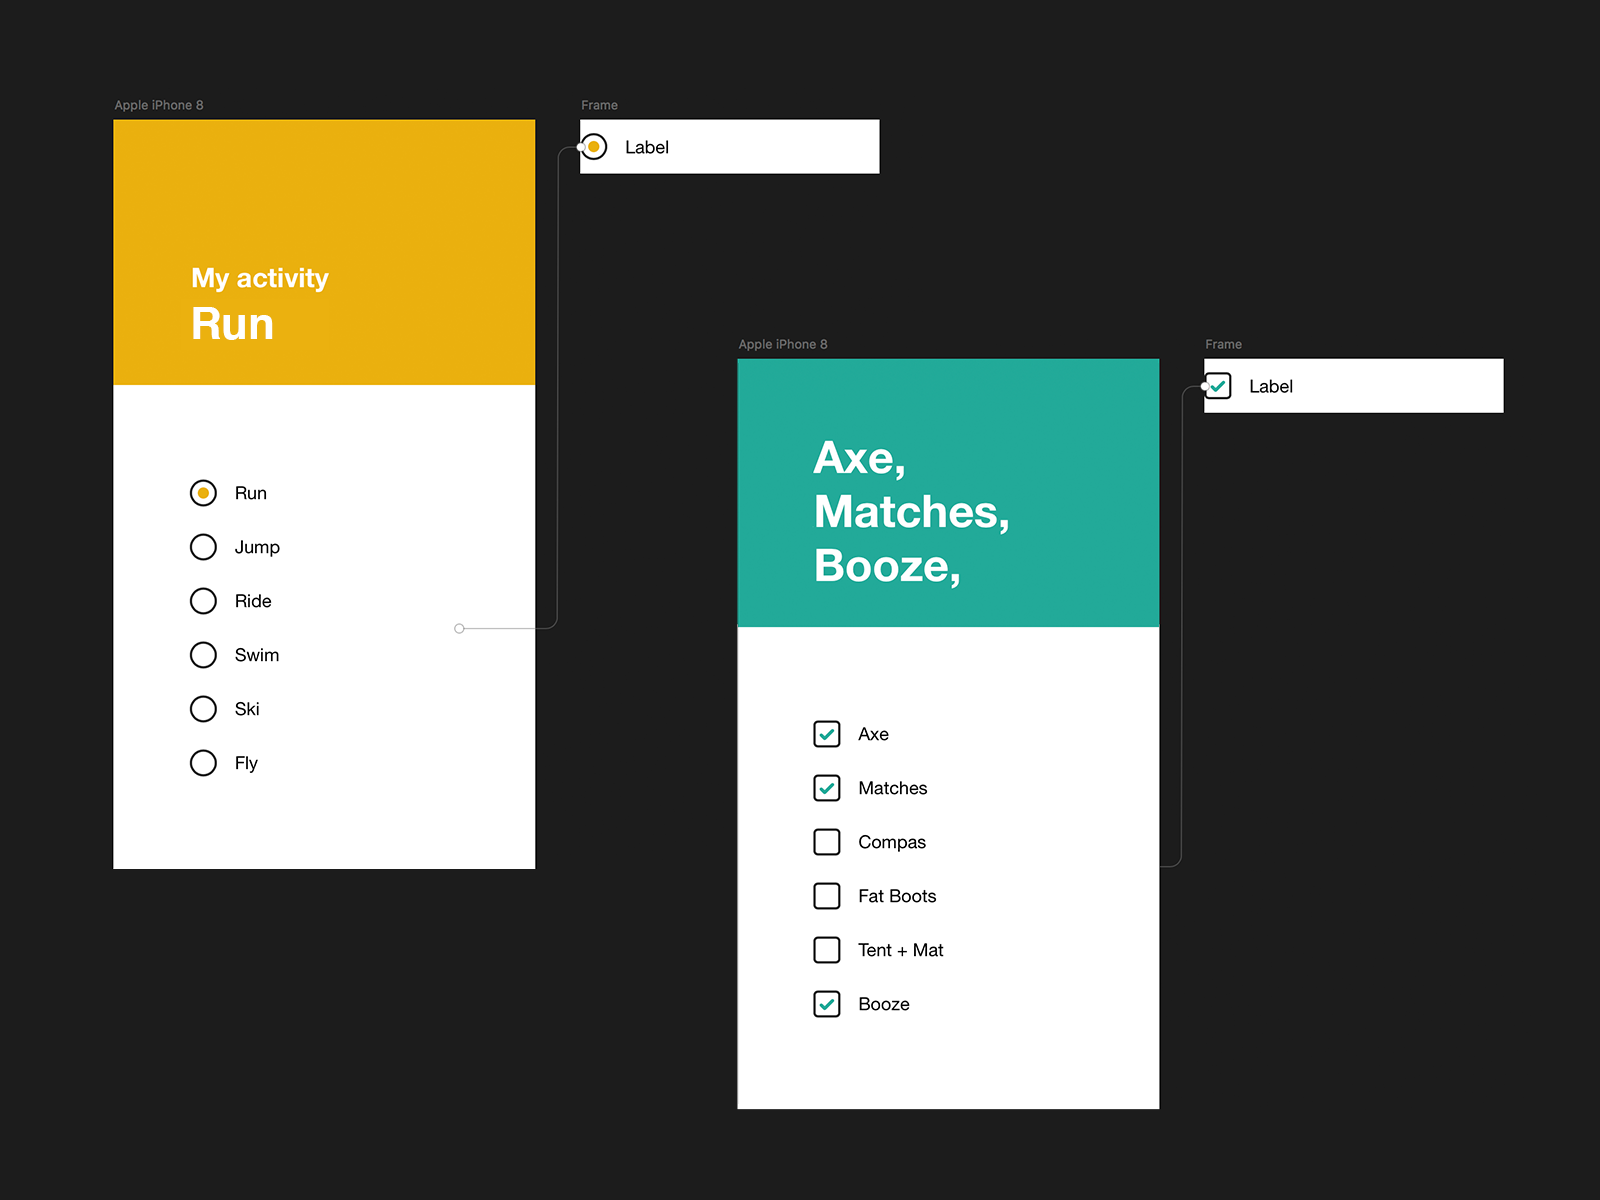 Apple iPhone 8
Frame
Label
My activity
Run
Run
Jump
Ride
Swim
Ski
Fly
Apple iPhone 8
Frame
Label
Axe,
Matches,
Booze,
Axe
Matches
Compas
Fat Boots
Tent + Mat
Booze